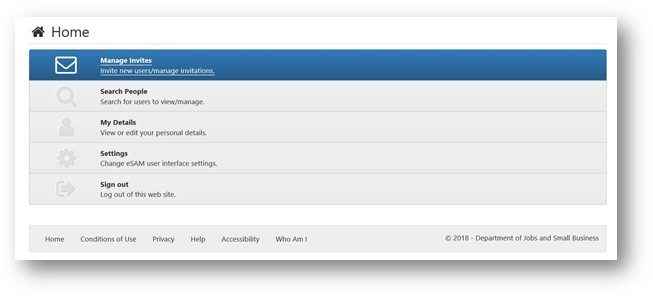 Home
Manage Invites
Invite new users/manage invitations.
Search People
Search for users to view/manage.
My Details
View or edit your personal details.
Settings
Change eSAM user interface settings.
Sign out
Log out of this web site.
Home Conditions of Use Privacy Help Accessibility Who Am I © 2018 - Department of Jobs and Small Business